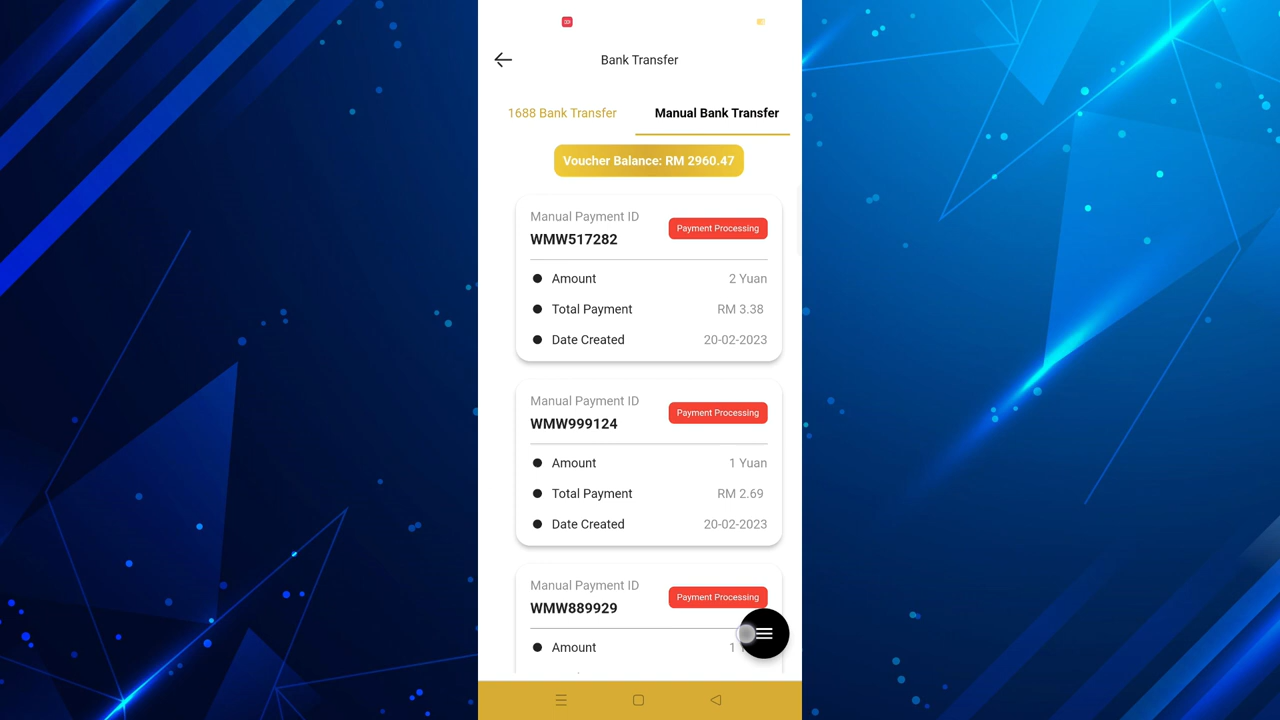 Bank Transfer
1688 Bank Transfer
Manual Bank Transfer
Voucher Balance: RM 2960.47
Manual Payment ID
WMW517282
Payment Processing
Amount
2 Yuan
Total Payment
RM 3.38
Date Created
20-02-2023
Manual Payment ID
WMW999124
Payment Processing
Amount
1 Yuan
Total Payment
RM 2.69
Date Created
20-02-2023
Manual Payment ID
WMW889929
Payment Processing
Amount
1